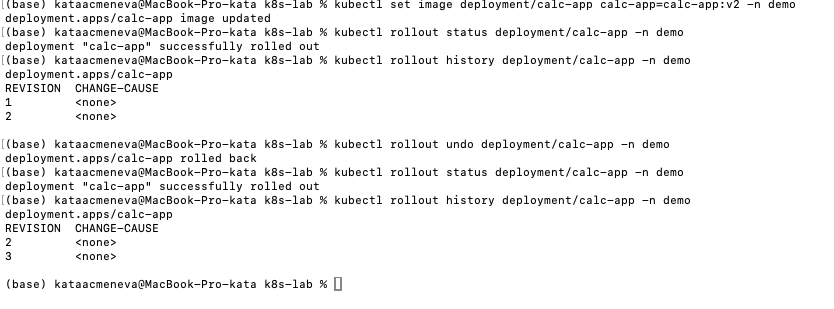 (base) kataacmeneva@MacBook-Pro-kata k8s-lab % kubectl set image deployment/calc-app calc-app=calc-app:v2 -n demo
deployment.apps/calc-app image updated
(base) kataacmeneva@MacBook-Pro-kata k8s-lab % kubectl rollout status deployment/calc-app -n demo
deployment "calc-app" successfully rolled out
(base) kataacmeneva@MacBook-Pro-kata k8s-lab % kubectl rollout history deployment/calc-app -n demo
deployment.apps/calc-app
REVISION  CHANGE-CAUSE
1         <none>
2         <none>
(base) kataacmeneva@MacBook-Pro-kata k8s-lab % kubectl rollout undo deployment/calc-app -n demo
deployment.apps/calc-app rolled back
(base) kataacmeneva@MacBook-Pro-kata k8s-lab % kubectl rollout status deployment/calc-app -n demo
deployment "calc-app" successfully rolled out
(base) kataacmeneva@MacBook-Pro-kata k8s-lab % kubectl rollout history deployment/calc-app -n demo
deployment.apps/calc-app
REVISION  CHANGE-CAUSE
2         <none>
3         <none>
(base) kataacmeneva@MacBook-Pro-kata k8s-lab %